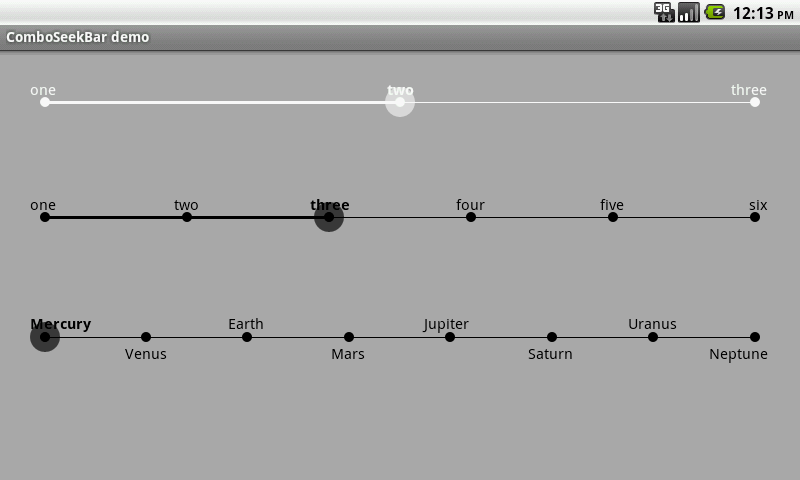 3G 12:13 PM
ComboSeekBar demo
one two three
one two three four five six
Mercury Earth Jupiter Uranus
Venus Mars Saturn Neptune